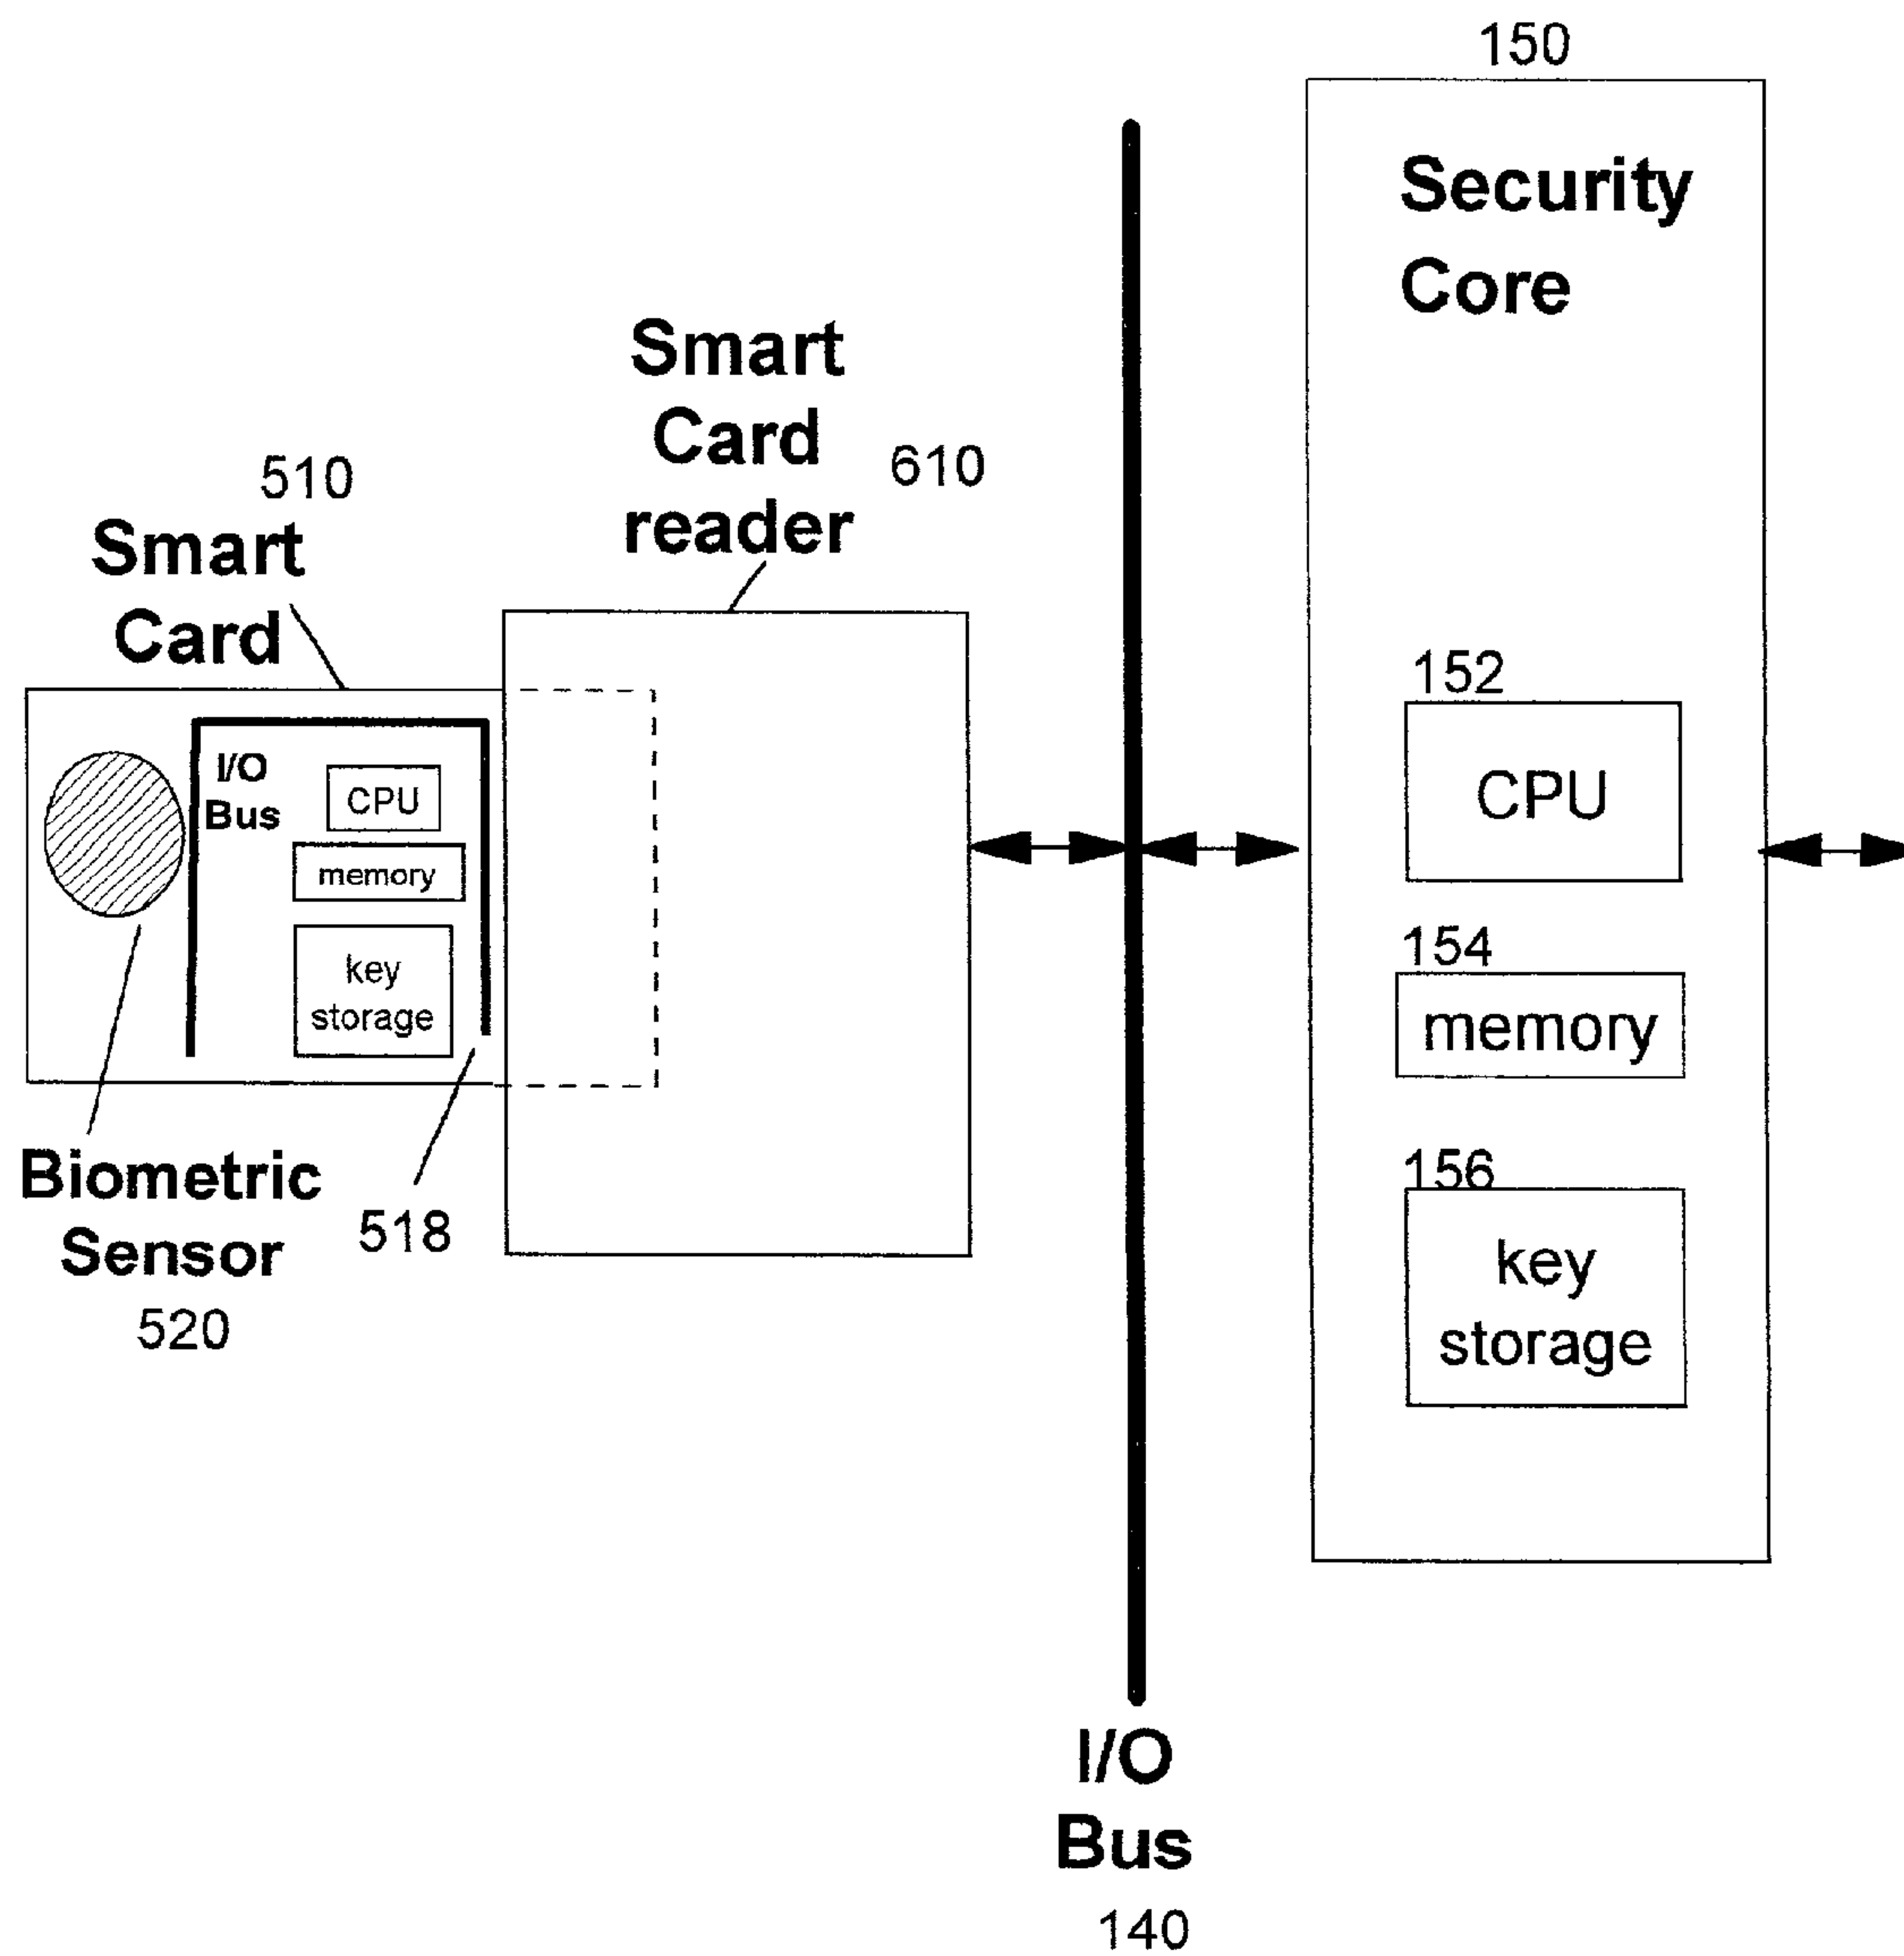 150
Security
Core
Smart
Card
reader
610
510
Smart
Card
I/O
Bus
CPU
memory
key
storage
Biometric
Sensor
520
518
152
CPU
154
memory
156
key
storage
I/O
Bus
140